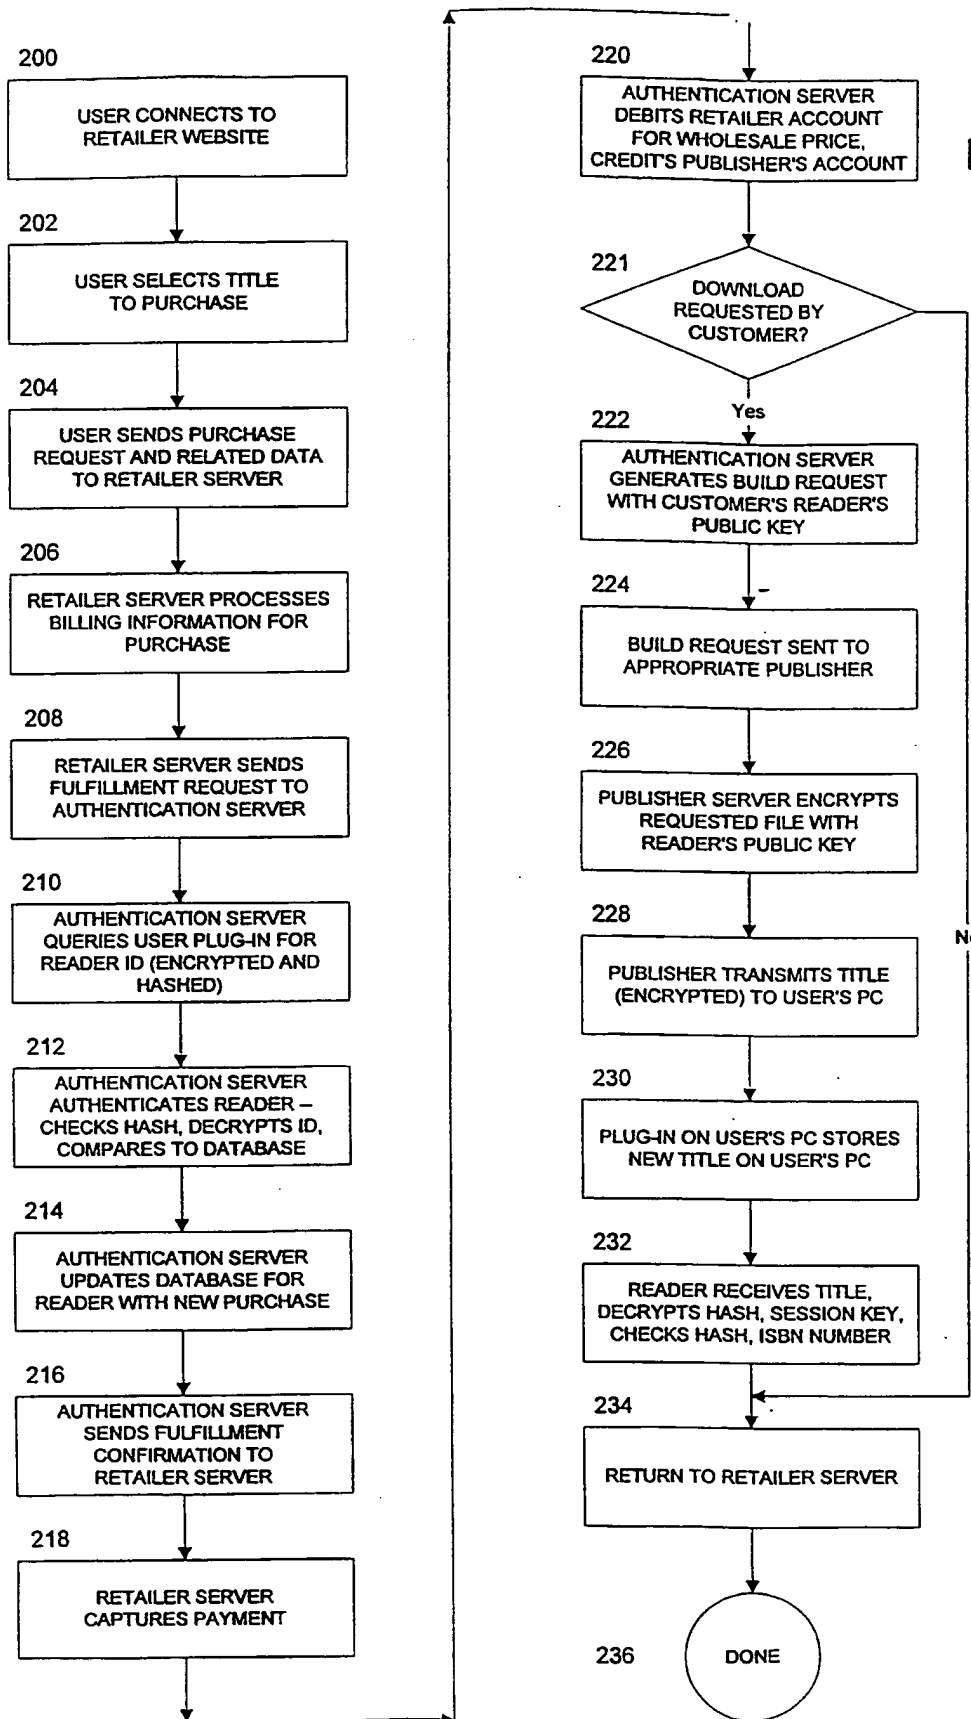 200
USER CONNECTS TO
RETAILER WEBSITE
202
USER SELECTS TITLE
TO PURCHASE
204
USER SENDS PURCHASE
REQUEST AND RELATED DATA
TO RETAILER SERVER
206
RETAILER SERVER PROCESSES
BILLING INFORMATION FOR
PURCHASE
208
RETAILER SERVER SENDS
FULFILLMENT REQUEST TO
AUTHENTICATION SERVER
210
AUTHENTICATION SERVER
QUERIES USER PLUG-IN FOR
READER ID (ENCRYPTED AND
HASHED)
212
AUTHENTICATION SERVER
AUTHENTICATES READER –
CHECKS HASH, DECRYPTS ID,
COMPARES TO DATABASE
214
AUTHENTICATION SERVER
UPDATES DATABASE FOR
READER WITH NEW PURCHASE
216
AUTHENTICATION SERVER
SENDS FULFILLMENT
CONFIRMATION TO
RETAILER SERVER
218
RETAILER SERVER
CAPTURES PAYMENT
220
AUTHENTICATION SERVER
DEBITS RETAILER ACCOUNT
FOR WHOLESALE PRICE,
CREDIT'S PUBLISHER'S ACCOUNT
221
DOWNLOAD
REQUESTED BY
CUSTOMER?
Yes
222
AUTHENTICATION SERVER
GENERATES BUILD REQUEST
WITH CUSTOMER'S READER'S
PUBLIC KEY
224
BUILD REQUEST SENT TO
APPROPRIATE PUBLISHER
226
PUBLISHER SERVER ENCRYPTS
REQUESTED FILE WITH
READER'S PUBLIC KEY
228
PUBLISHER TRANSMITS TITLE
(ENCRYPTED) TO USER'S PC
230
PLUG-IN ON USER'S PC STORES
NEW TITLE ON USER'S PC
232
READER RECEIVES TITLE,
DECRYPTS HASH, SESSION KEY,
CHECKS HASH, ISBN NUMBER
234
RETURN TO RETAILER SERVER
236
DONE